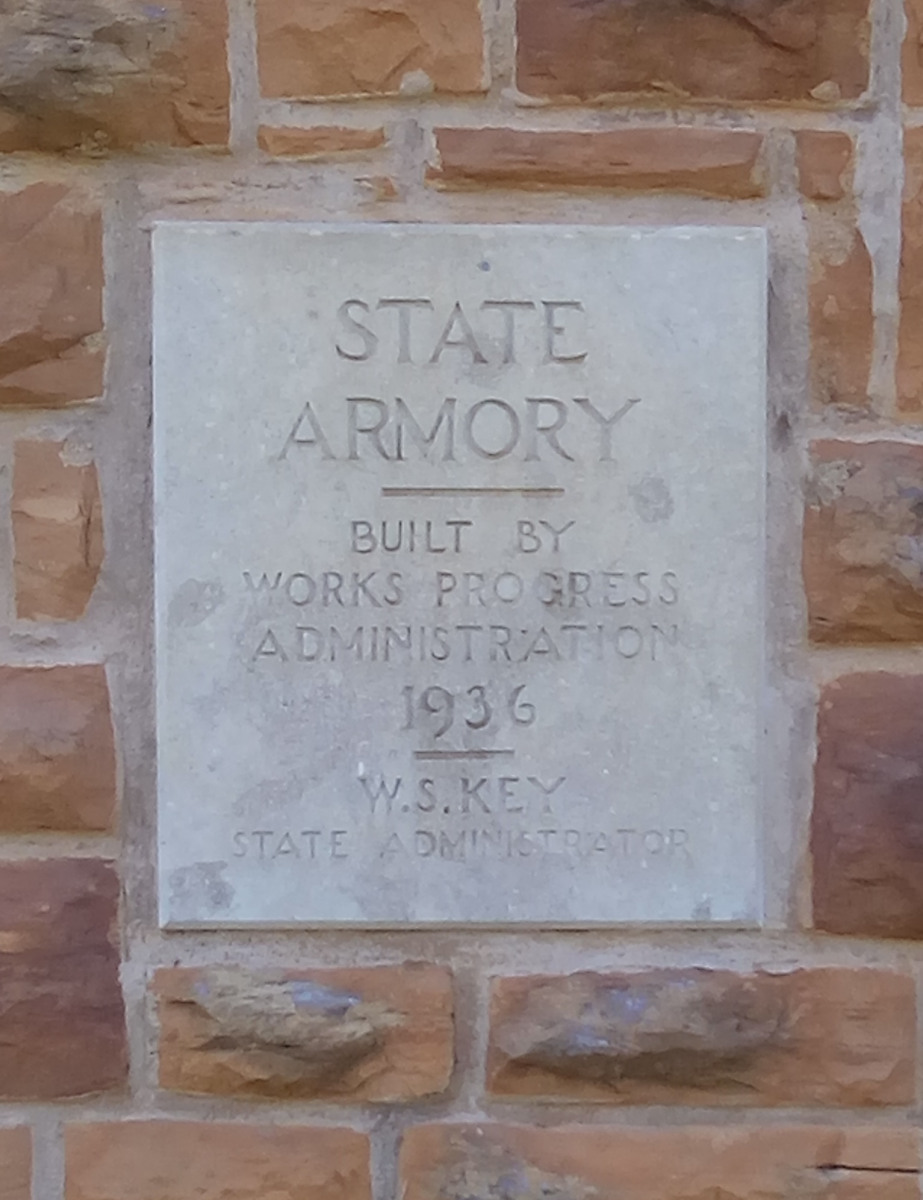 STATE
ARMORY
BUILT BY
WORKS PROGRESS
ADMINISTRATION
1936
W.S.KEY
STATE ADMINISTRATOR